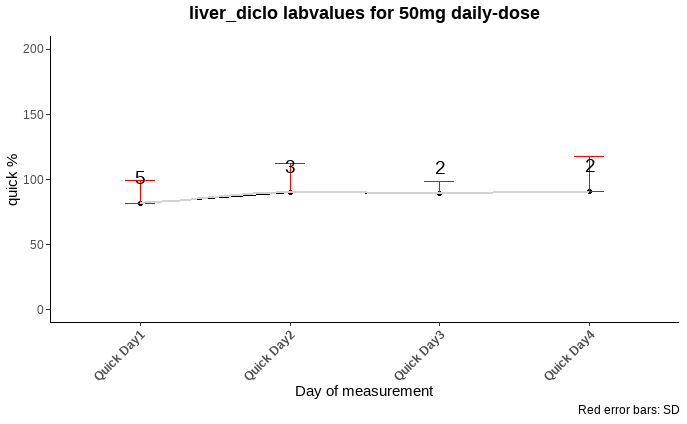 liver_diclo labvalues for 50mg daily-dose
quick %
200
150
100
50
0
5
3
2
2
Quick Day1
Quick Day2
Quick Day3
Quick Day4
Day of measurement
Red error bars: SD